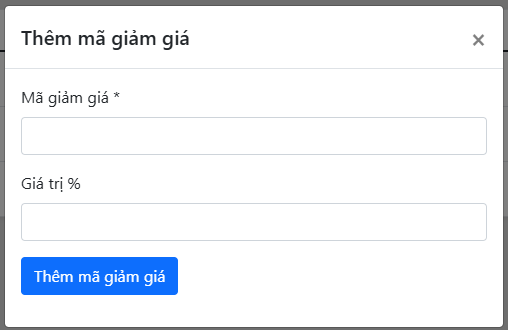 Thêm mã giảm giá ×
Mã giảm giá *
Giá trị %
Thêm mã giảm giá